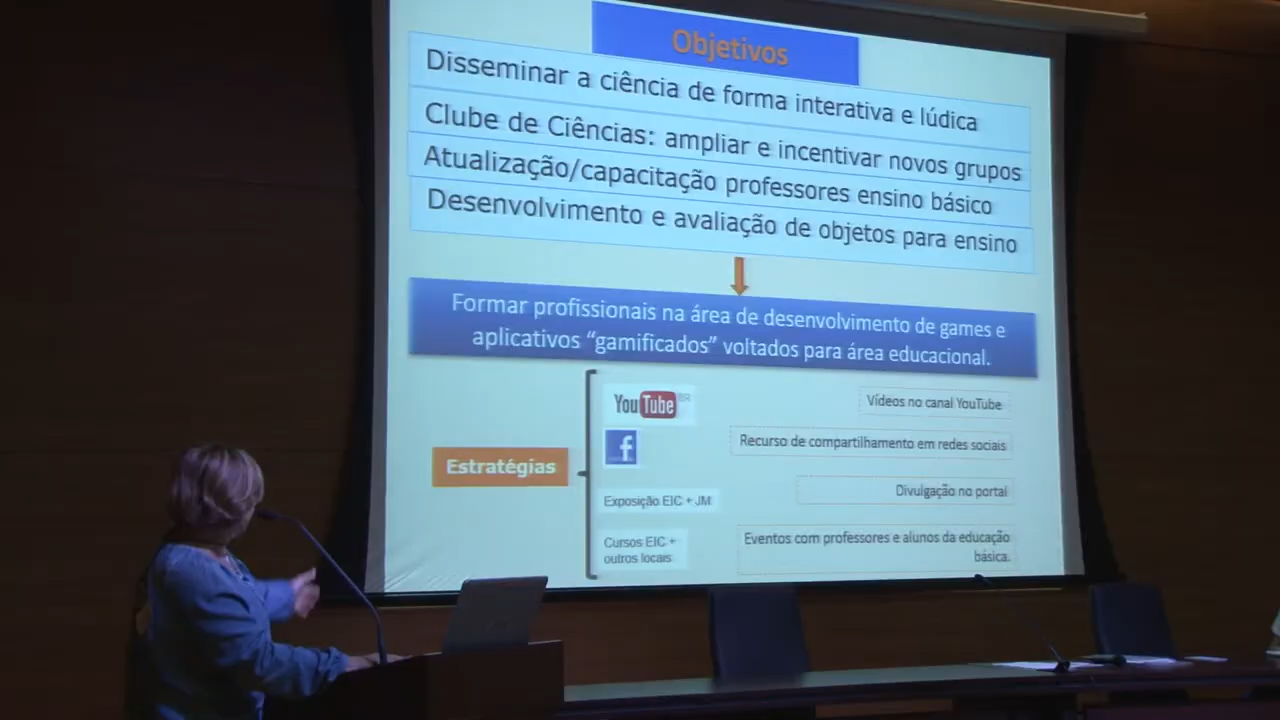 Objetivos
Disseminar a ciência de forma interativa e lúdica
Clube de Ciências: ampliar e incentivar novos grupos
Atualização/capacitação professores ensino básico
Desenvolvimento e avaliação de objetos para ensino
Formar profissionais na área de desenvolvimento de games e
aplicativos “gamificados” voltados para área educacional.
Estratégias
YouTube BR
Vídeos no canal YouTube
f
Recurso de compartilhamento em redes sociais
Exposição EIC + JM
Divulgação no portal
Cursos EIC +
outros locais
Eventos com professores e alunos da educação
básica.